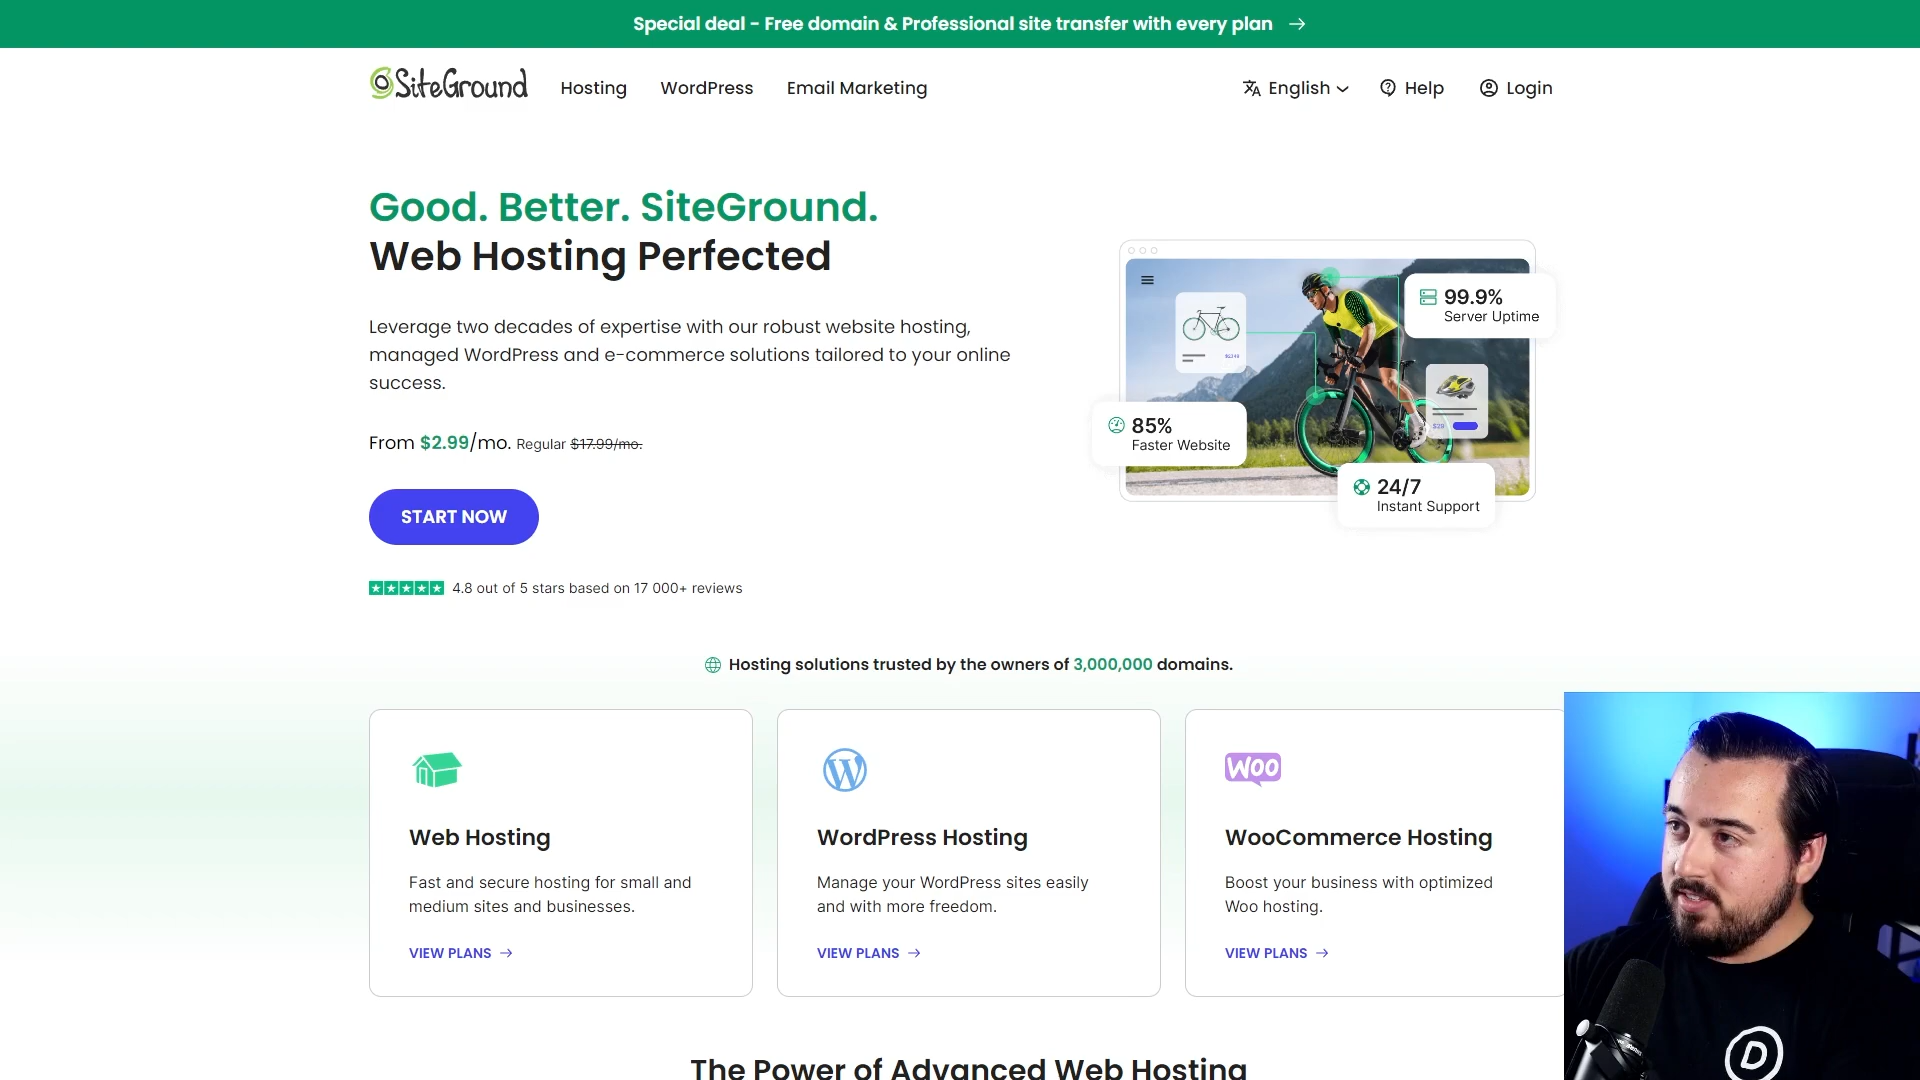 Special deal - Free domain & Professional site transfer with every plan
SiteGround
Hosting
WordPress
Email Marketing
English
Help
Login
Good. Better. SiteGround.
Web Hosting Perfected
Leverage two decades of expertise with our robust website hosting,
managed WordPress and e-commerce solutions tailored to your online
success.
From $2.99/mo. Regular $17.99/mo.
START NOW
4.8 out of 5 stars based on 17 000+ reviews
99.9%
Server Uptime
85%
Faster Website
24/7
Instant Support
Hosting solutions trusted by the owners of 3,000,000 domains.
Web Hosting
Fast and secure hosting for small and
medium sites and businesses.
VIEW PLANS
WordPress Hosting
Manage your WordPress sites easily
and with more freedom.
VIEW PLANS
WOO
WooCommerce Hosting
Boost your business with optimized
Woo hosting.
VIEW PLANS
The Power of Advanced Web Hosting
D